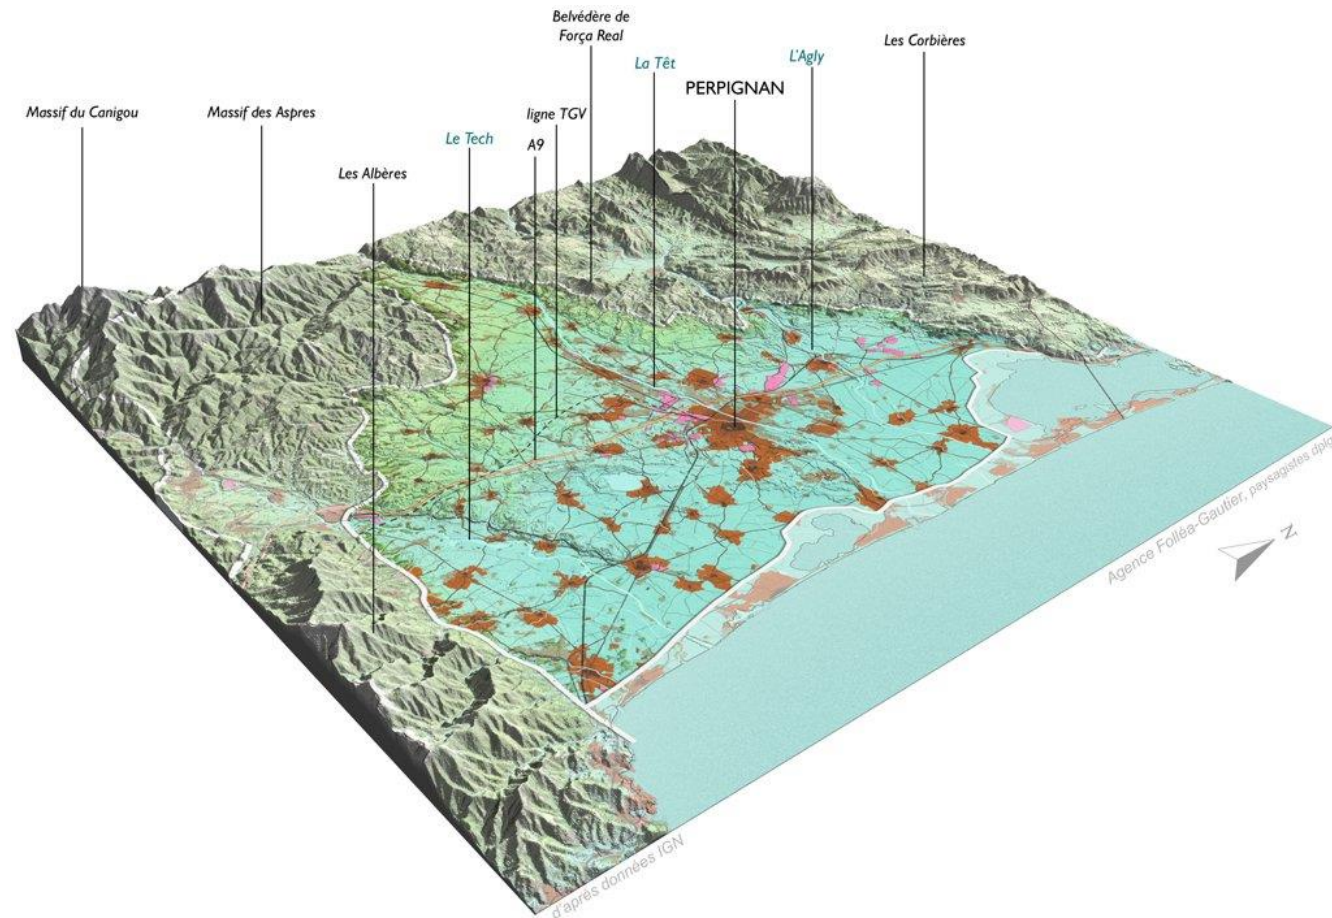 Belvédère de
Força Real
Les Corbières
La Têt
L'Agly
PERPIGNAN
Massif du Canigou
Massif des Aspres
ligne TGV
Le Tech
A9
Les Albères
N
Agence Folléa-Gautier, paysagistes dplg
d'après données IGN